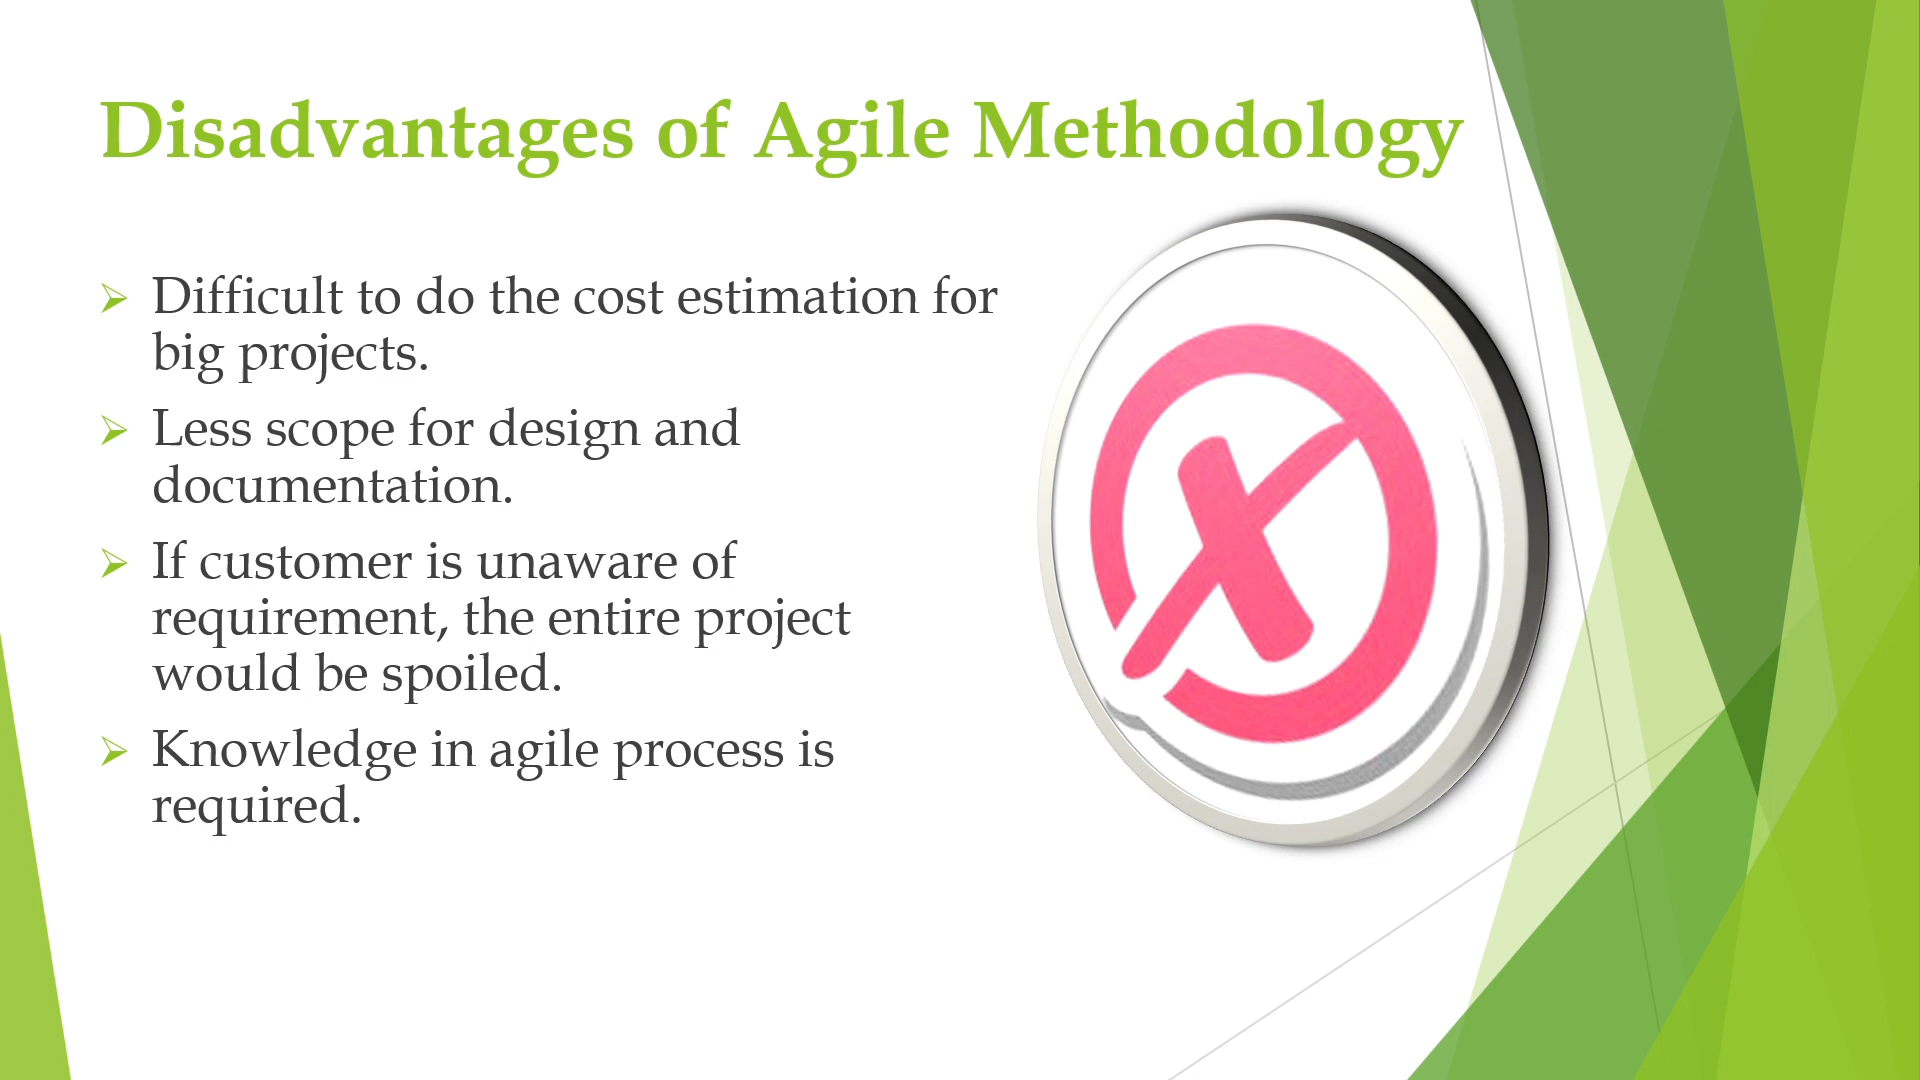 Disadvantages of Agile Methodology
Difficult to do the cost estimation for
big projects.
Less scope for design and
documentation.
If customer is unaware of
requirement, the entire project
would be spoiled.
Knowledge in agile process is
required.